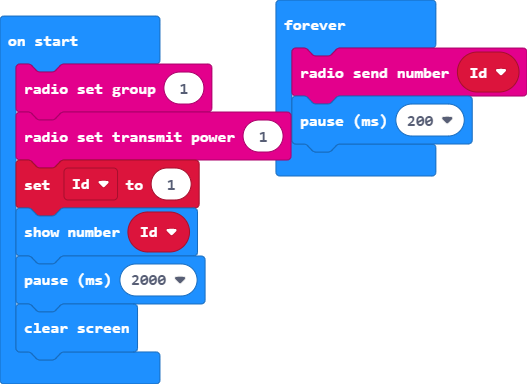 on start
radio set group 1
radio set transmit power 1
set Id to 1
show number Id
pause (ms) 2000
clear screen
forever
radio send number Id
pause (ms) 200